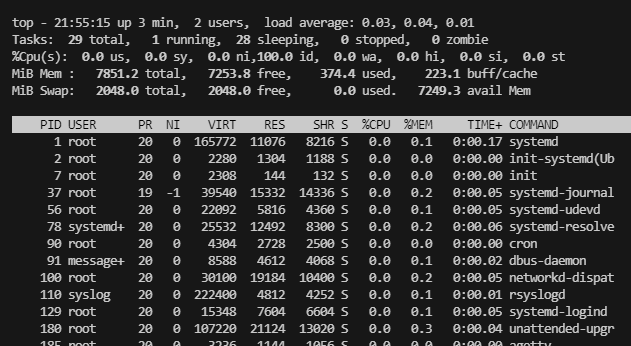 top - 21:55:15 up 3 min,  2 users,  load average: 0.03, 0.04, 0.01
Tasks:  29 total,   1 running,  28 sleeping,   0 stopped,   0 zombie
%Cpu(s):  0.0 us,  0.0 sy,  0.0 ni,100.0 id,  0.0 wa,  0.0 hi,  0.0 si,  0.0 st
MiB Mem :   7851.2 total,   7253.8 free,    374.4 used,    223.1 buff/cache
MiB Swap:   2048.0 total,   2048.0 free,      0.0 used.   7249.3 avail Mem
PID USER      PR  NI    VIRT    RES    SHR S  %CPU  %MEM     TIME+ COMMAND
1 root      20   0  165772  11076   8216 S   0.0   0.1   0:00.17 systemd
2 root      20   0    2280   1304   1188 S   0.0   0.0   0:00.00 init-systemd(Ub
7 root      20   0    2308    144    132 S   0.0   0.0   0:00.00 init
37 root      19  -1   39540  15332  14336 S   0.0   0.2   0:00.05 systemd-journal
56 root      20   0   22092   5816   4360 S   0.0   0.1   0:00.05 systemd-udevd
78 systemd+  20   0   25532  12492   8300 S   0.0   0.2   0:00.06 systemd-resolve
90 root      20   0    4304   2728   2500 S   0.0   0.0   0:00.00 cron
91 message+  20   0    8588   4612   4068 S   0.0   0.1   0:00.02 dbus-daemon
100 root      20   0   30100  19184  10400 S   0.0   0.2   0:00.05 networkd-dispat
110 syslog    20   0  222400   4812   4252 S   0.0   0.1   0:00.01 rsyslogd
129 root      20   0   15348   7604   6604 S   0.0   0.1   0:00.05 systemd-logind
180 root      20   0  107220  21124  13020 S   0.0   0.3   0:00.04 unattended-upgr
185 root      20   0    3236   1144   1056 S   0.0   0.0   0:00.00 agetty